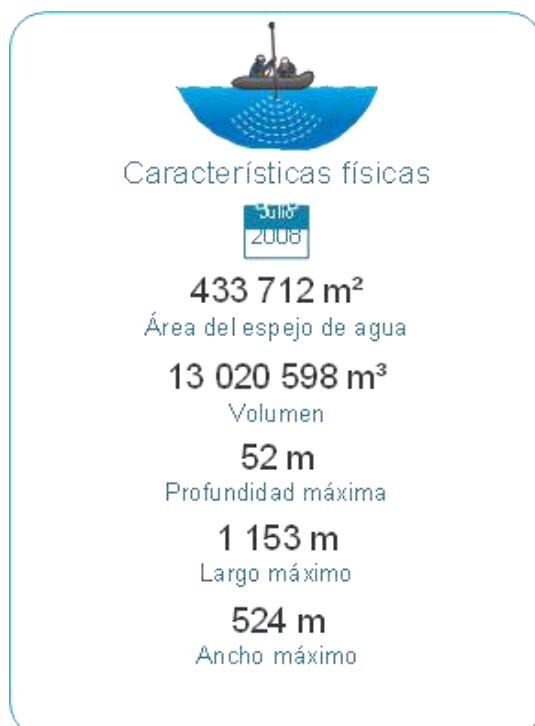 Características físicas
Julio
2008
433 712 m²
Área del espejo de agua
13 020 598 m³
Volumen
52 m
Profundidad máxima
1 153 m
Largo máximo
524 m
Ancho máximo